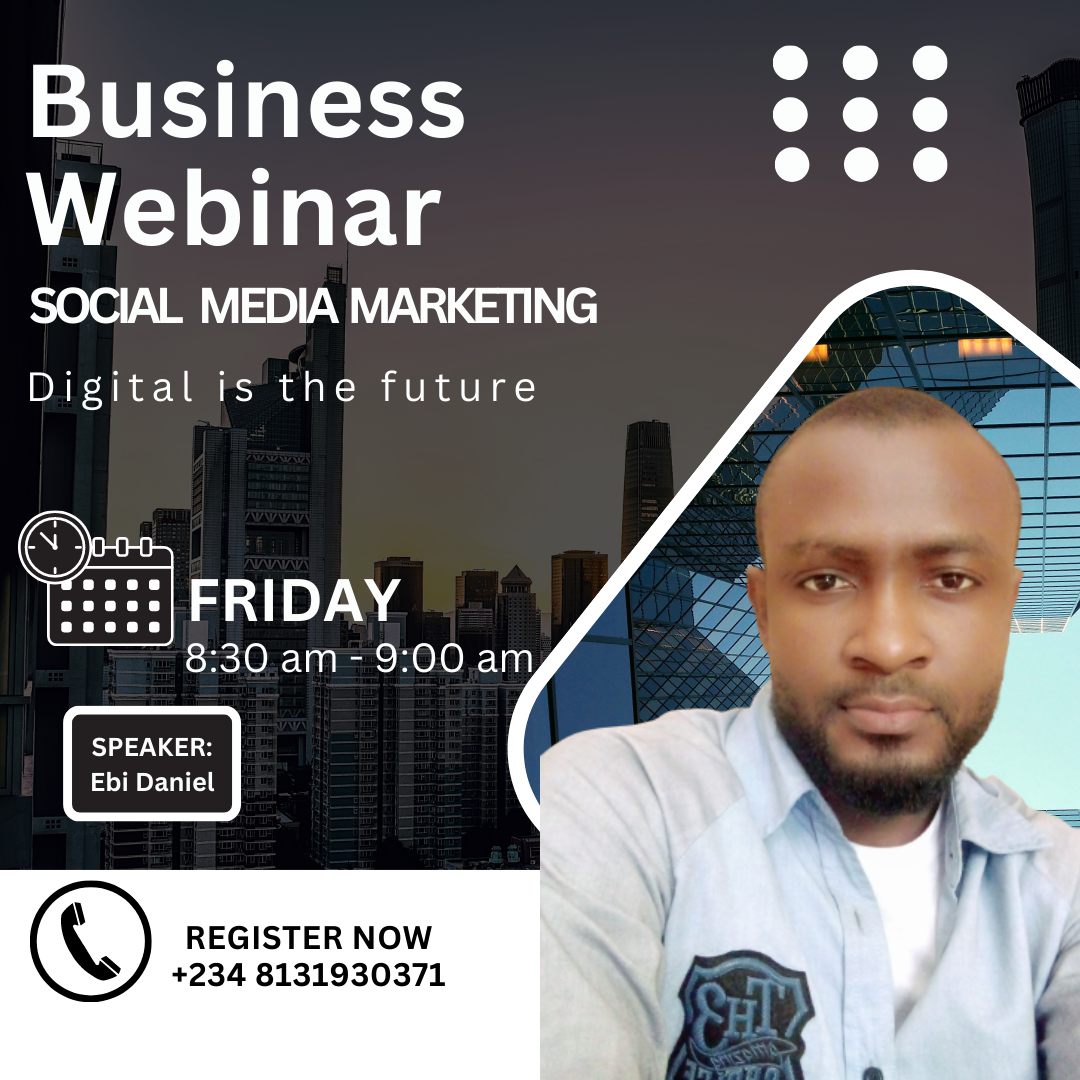 Business
Webinar
SOCIAL MEDIA MARKETING
Digital is the future
FRIDAY
8:30 am - 9:00 am
SPEAKER:
Ebi Daniel
REGISTER NOW
+234 8131930371